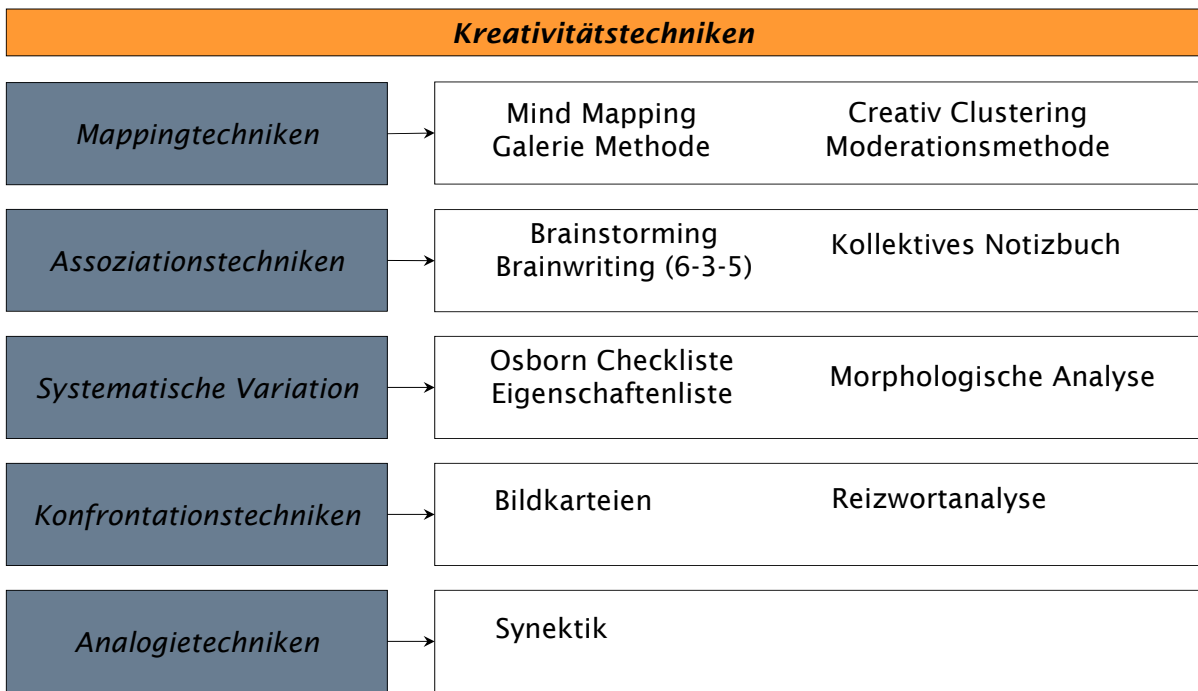 Kreativitätstechniken
Mappingtechniken
Mind Mapping
Galerie Methode
Creativ Clustering
Moderationsmethode
Assoziationstechniken
Brainstorming
Brainwriting (6-3-5)
Kollektives Notizbuch
Systematische Variation
Osborn Checkliste
Eigenschaftenliste
Morphologische Analyse
Konfrontationstechniken
Bildkarteien
Reizwortanalyse
Analogietechniken
Synektik